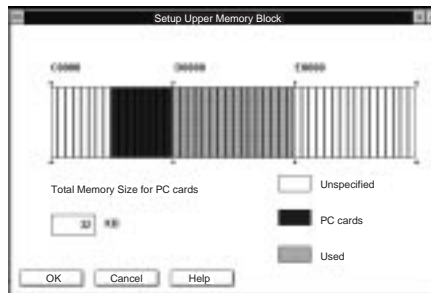 Setup Upper Memory Block
C0000 D0000 E0000
Total Memory Size for PC cards
32 KB
Unspecified
PC cards
Used
OK Cancel Help